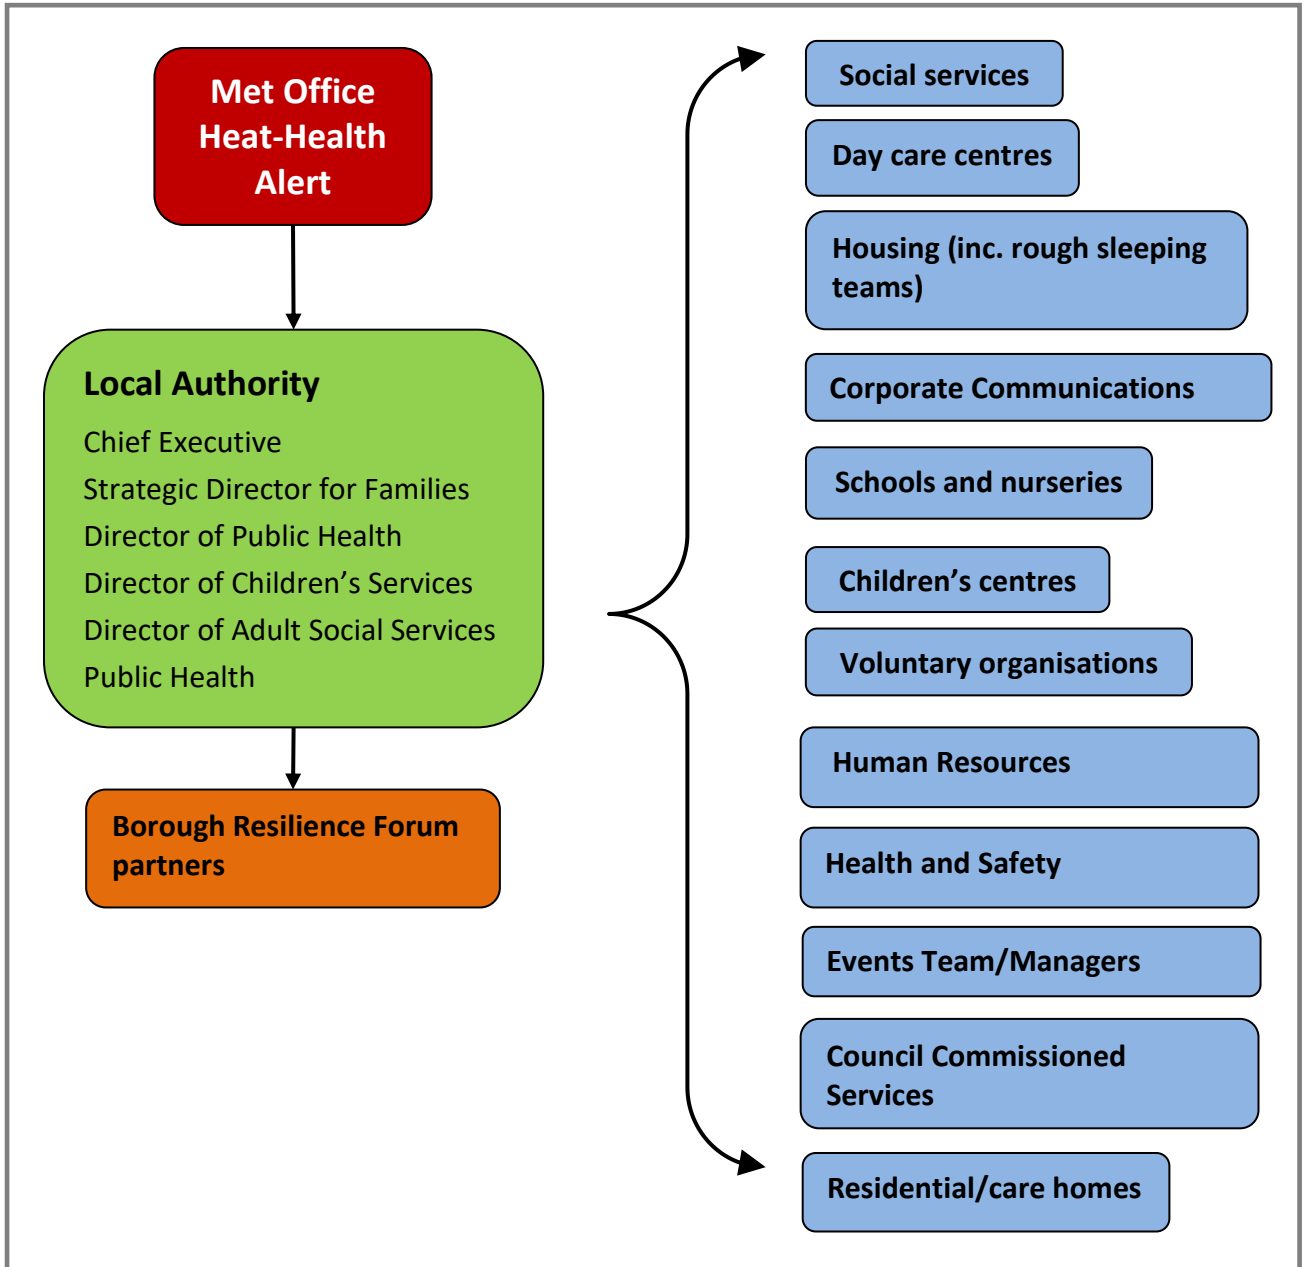 Met Office
Heat-Health
Alert
Local Authority
Chief Executive
Strategic Director for Families
Director of Public Health
Director of Children’s Services
Director of Adult Social Services
Public Health
Borough Resilience Forum
partners
Social services
Day care centres
Housing (inc. rough sleeping
teams)
Corporate Communications
Schools and nurseries
Children’s centres
Voluntary organisations
Human Resources
Health and Safety
Events Team/Managers
Council Commissioned
Services
Residential/care homes